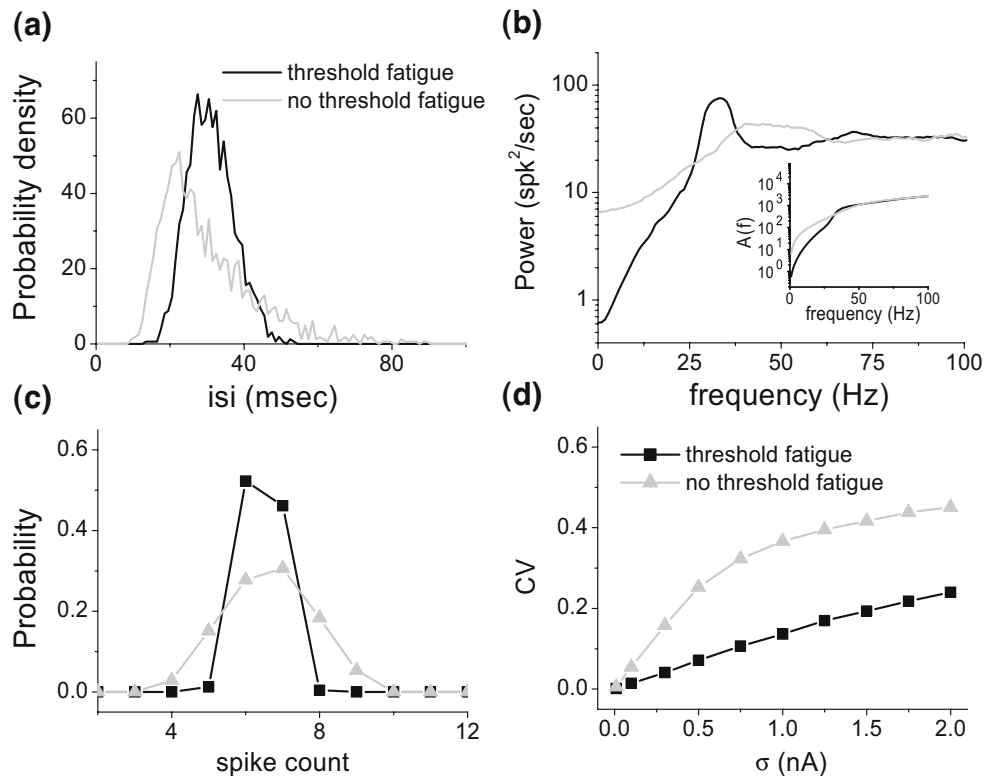 (a)
threshold fatigue
no threshold fatigue
60
40
20
0
Probability density
0 40 80
isi (msec)
(b)
100
10
1
Power (spk²/sec)
0 25 50 75 100
frequency (Hz)
10⁴
10³
10²
10¹
10⁰
A(f)
0 50 100
frequency (Hz)
(c)
0.6
0.4
0.2
0.0
Probability
4 8 12
spike count
(d)
threshold fatigue
no threshold fatigue
0.6
0.4
0.2
0.0
CV
0.0 0.5 1.0 1.5 2.0
σ (nA)